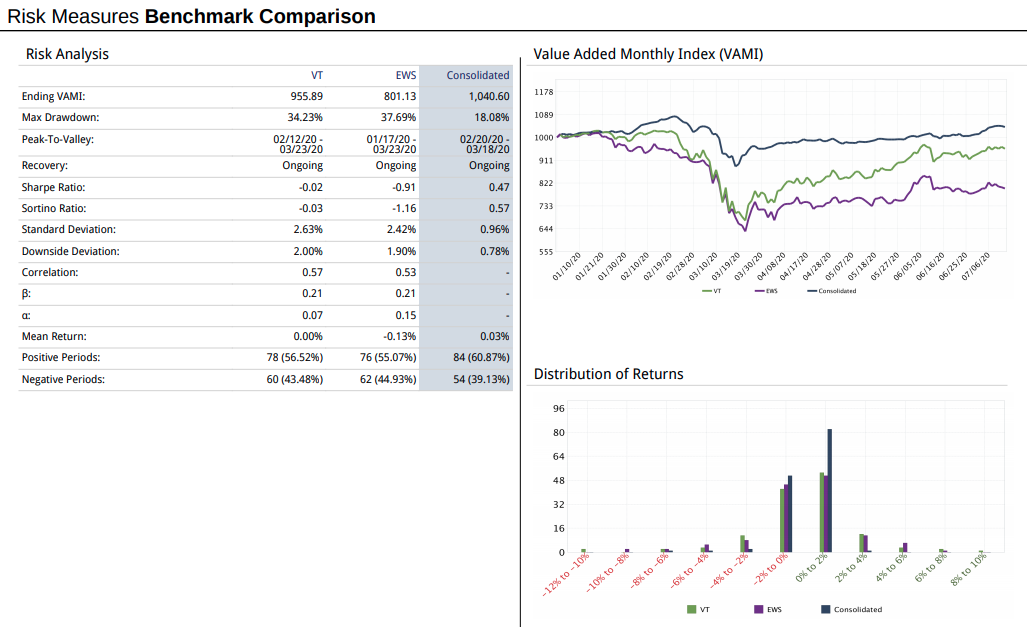 Risk Measures Benchmark Comparison
Risk Analysis
VT EWS Consolidated
Ending VAMI: 955.89 801.13 1,040.60
Max Drawdown: 34.23% 37.69% 18.08%
Peak-To-Valley: 02/12/20 - 03/23/20 01/17/20 - 03/23/20 02/20/20 - 03/18/20
Recovery: Ongoing Ongoing Ongoing
Sharpe Ratio: -0.02 -0.91 0.47
Sortino Ratio: -0.03 -1.16 0.57
Standard Deviation: 2.63% 2.42% 0.96%
Downside Deviation: 2.00% 1.90% 0.78%
Correlation: 0.57 0.53 -
β: 0.21 0.21 -
α: 0.07 0.15 -
Mean Return: 0.00% -0.13% 0.03%
Positive Periods: 78 (56.52%) 76 (55.07%) 84 (60.87%)
Negative Periods: 60 (43.48%) 62 (44.93%) 54 (39.13%)
Value Added Monthly Index (VAMI)
1178
1089
1000
911
822
733
644
555
01/10/20 01/21/20 01/30/20 02/10/20 02/19/20 02/28/20 03/10/20 03/19/20 03/30/20 04/08/20 04/17/20 04/28/20 05/07/20 05/18/20 05/27/20 06/05/20 06/16/20 06/25/20 07/06/20
VT EWS Consolidated
Distribution of Returns
96
80
64
48
32
16
0
−12% to −10% −10% to −8% −8% to −6% −6% to −4% −4% to −2% −2% to 0% 0% to 2% 2% to 4% 4% to 6% 6% to 8% 8% to 10%
VT EWS Consolidated